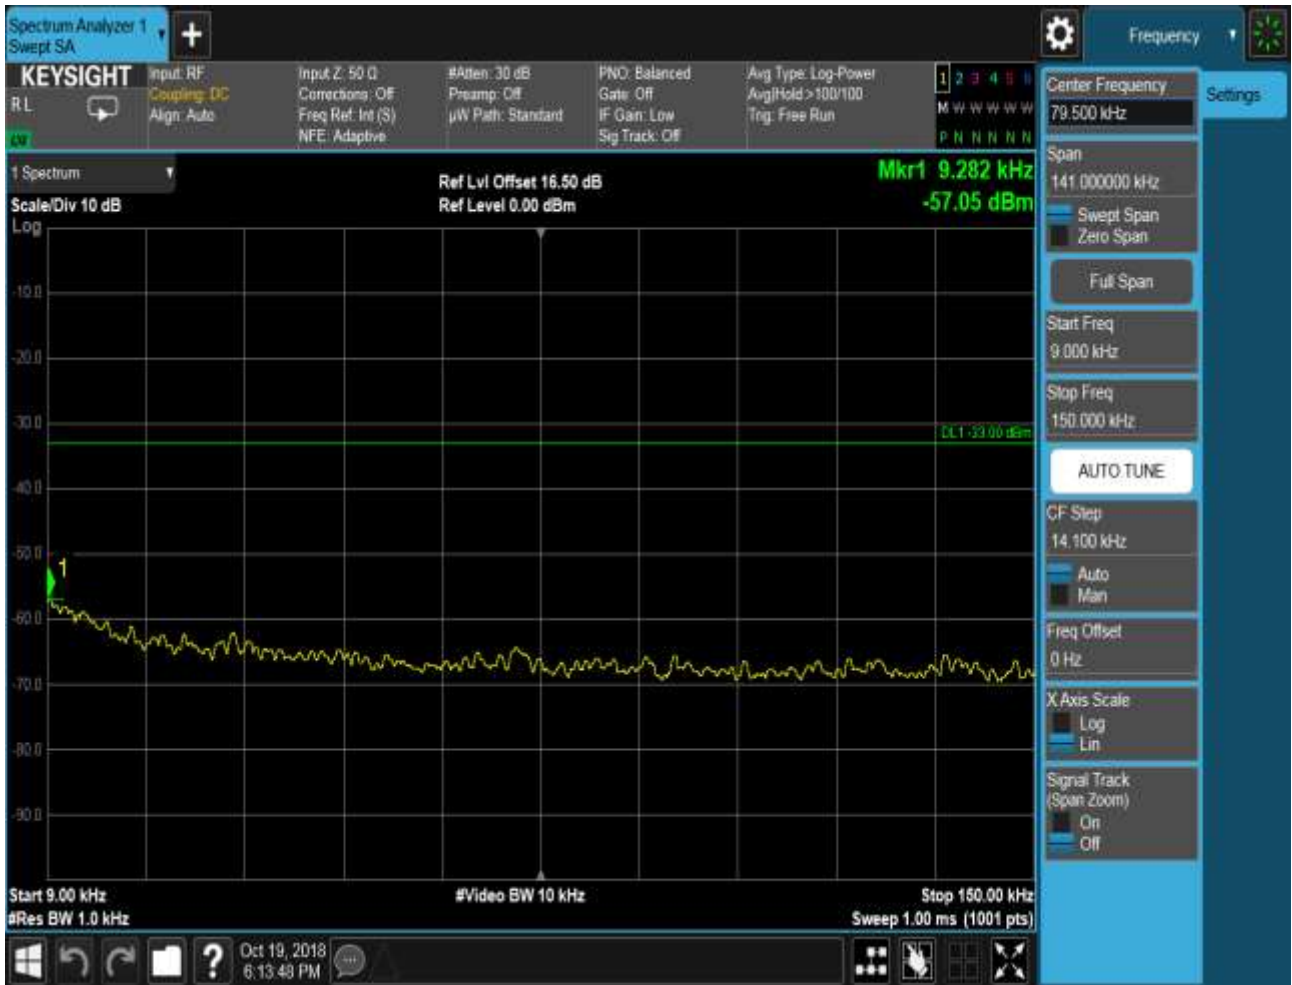 Spectrum Analyzer 1
Swept SA
+
Frequency
KEYSIGHT
R L
Input: RF
Coupling: DC
Align: Auto
Input Z: 50 Ω
Corrections: Off
Freq Ref: Int (S)
NFE: Adaptive
#Atten: 30 dB
Preamp: Off
µW Path: Standard
PNO: Balanced
Gate: Off
IF Gain: Low
Sig Track: Off
Avg Type: Log-Power
Avg|Hold:>100/100
Trig: Free Run
1 2 3 4 5 6
M W W W W W
P N N N N N
1 Spectrum
Scale/Div 10 dB
Log
Ref Lvl Offset 16.50 dB
Ref Level 0.00 dBm
Mkr1 9.282 kHz
-57.05 dBm
-10.0
-20.0
-30.0
DL1 -33.00 dBm
-40.0
-50.0
1
-60.0
-70.0
-80.0
-90.0
Start 9.00 kHz
#Res BW 1.0 kHz
#Video BW 10 kHz
Stop 150.00 kHz
Sweep 1.00 ms (1001 pts)
Center Frequency
79.500 kHz
Settings
Span
141.000000 kHz
Swept Span
Zero Span
Full Span
Start Freq
9.000 kHz
Stop Freq
150.000 kHz
AUTO TUNE
CF Step
14.100 kHz
Auto
Man
Freq Offset
0 Hz
X Axis Scale
Log
Lin
Signal Track
(Span Zoom)
On
Off
?
Oct 19, 2018
6:13:48 PM